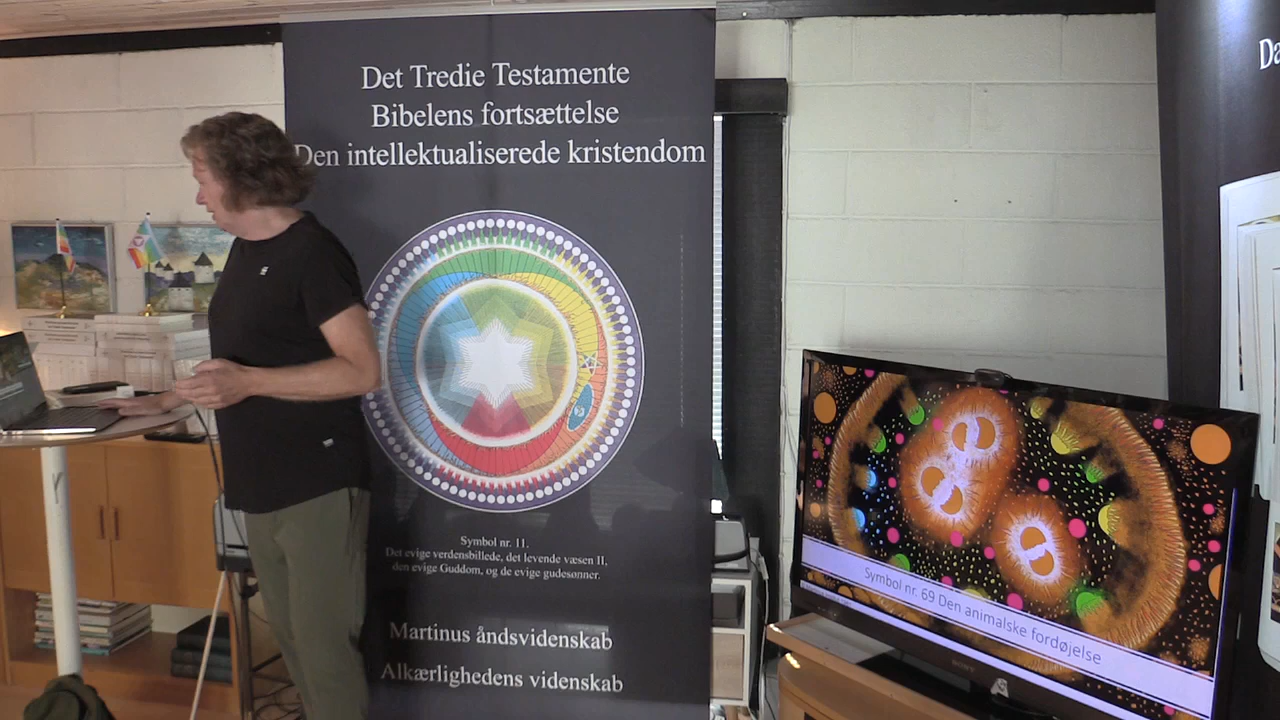 Det Tredie Testamente
Bibelens fortsættelse
Den intellektualiserede kristendom
Symbol nr. 11.
Det evige verdensbillede, det levende væsen II,
den evige Guddom, og de evige gudesønner.
Martinus åndsvidenskab
Alkærlighedens videnskab
Symbol nr. 69 Den animalske fordøjelse
SONY